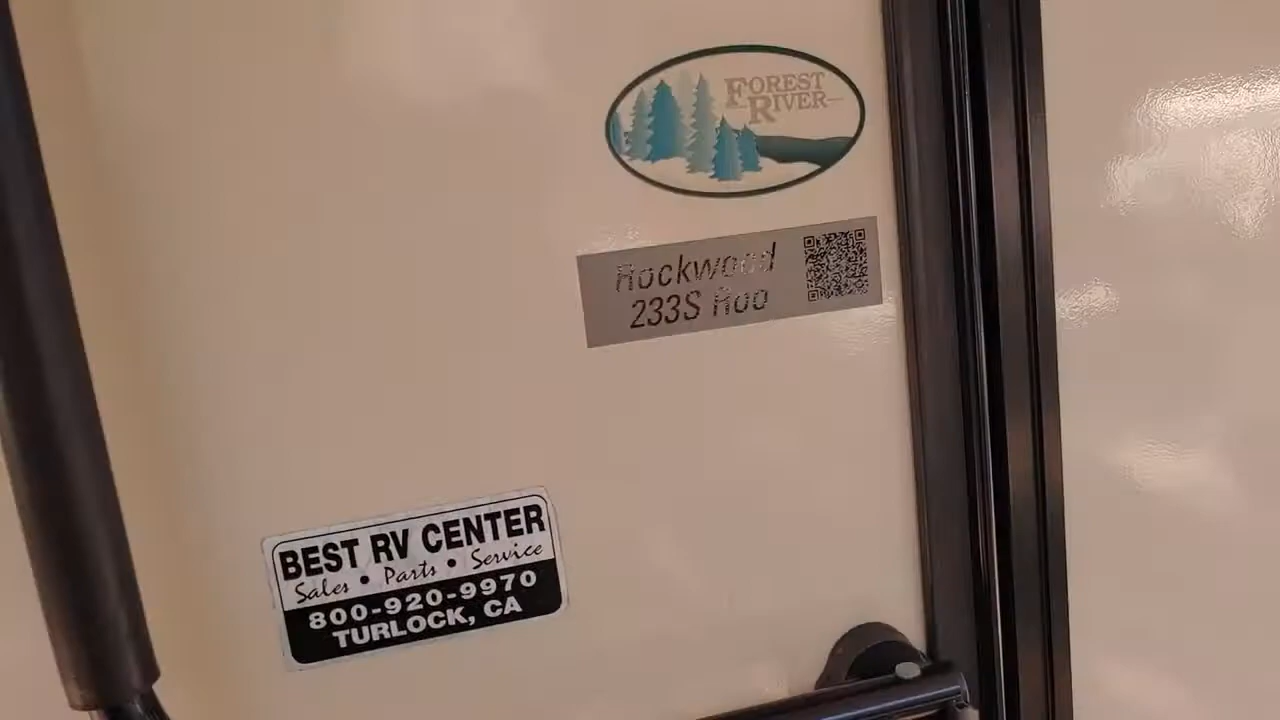 FOREST
RIVER
Rockwood
233S Roo
BEST RV CENTER
Sales • Parts • Service
800-920-9970
TURLOCK, CA